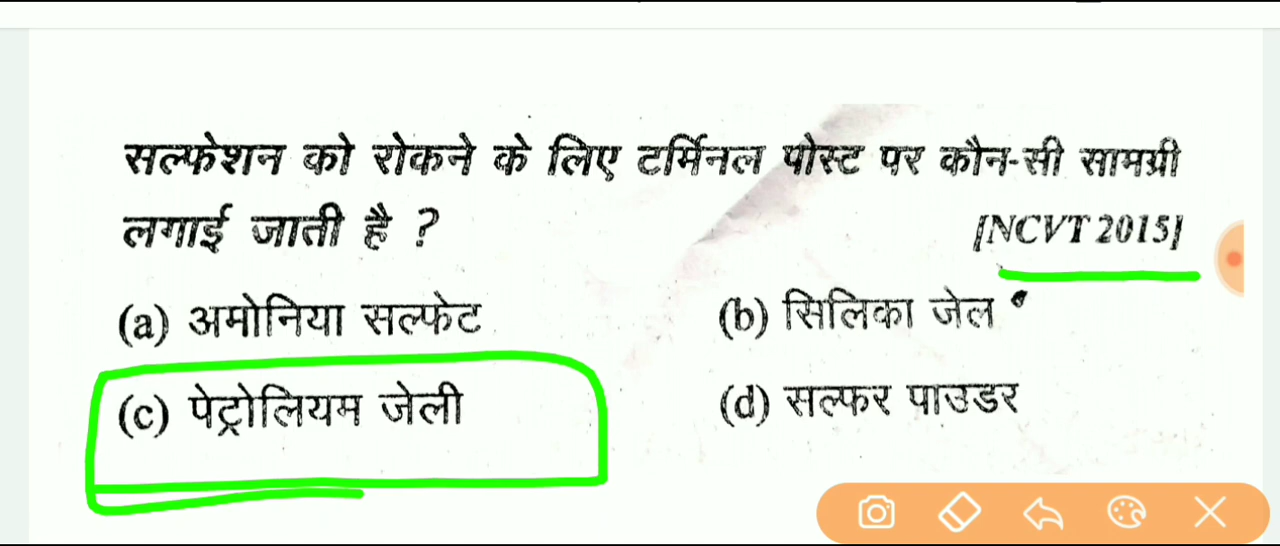 सल्फेशन को रोकने के लिए टर्मिनल पोस्ट पर कौन-सी सामग्री
लगाई जाती है ? [NCVT 2015]
(a) अमोनिया सल्फेट (b) सिलिका जेल
(c) पेट्रोलियम जेली (d) सल्फर पाउडर